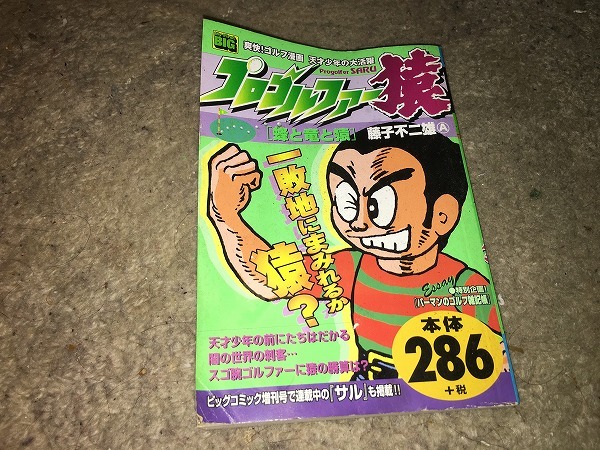 BIG
爽快!ゴルフ漫画 天才少年の大活躍
プロゴルファー猿
Progolfer SARU
[蜂と竜と猿] 藤子不二雄Ⓐ
一敗地にまみれるか
猿?
Essay
●特別企画!
「パーマンのゴルフ雑記帳」
天才少年の前にたちはだかる
闇の世界の刺客…
スゴ腕ゴルファーに猿の勝算は?
本体
286
+税
ビッグコミック増刊号で連載中の『サル』も掲載!!